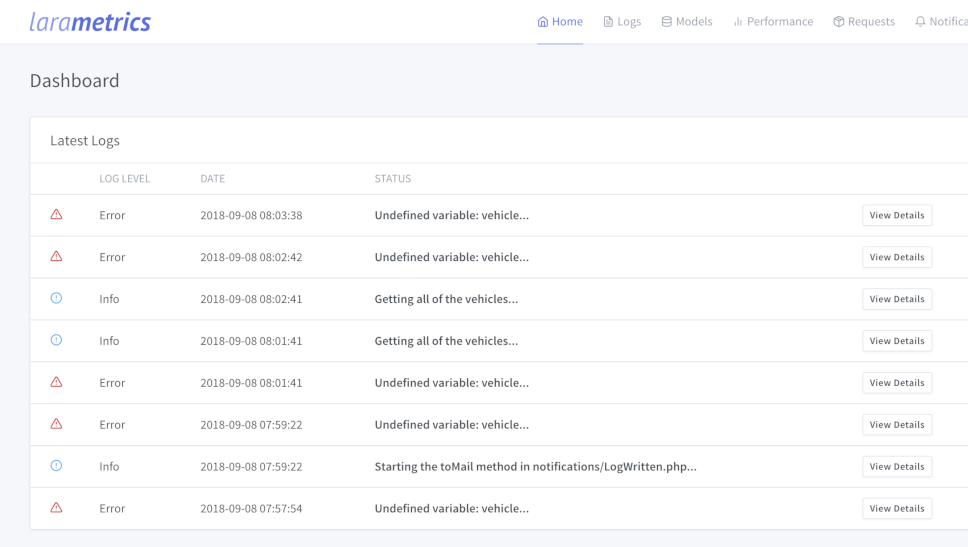 larametrics
Home Logs Models Performance Requests Notifica
Dashboard
Latest Logs
LOG LEVEL DATE STATUS
Error 2018-09-08 08:03:38 Undefined variable: vehicle... View Details
Error 2018-09-08 08:02:42 Undefined variable: vehicle... View Details
Info 2018-09-08 08:02:41 Getting all of the vehicles... View Details
Info 2018-09-08 08:01:41 Getting all of the vehicles... View Details
Error 2018-09-08 08:01:41 Undefined variable: vehicle... View Details
Error 2018-09-08 07:59:22 Undefined variable: vehicle... View Details
Info 2018-09-08 07:59:22 Starting the toMail method in notifications/LogWritten.php... View Details
Error 2018-09-08 07:57:54 Undefined variable: vehicle... View Details